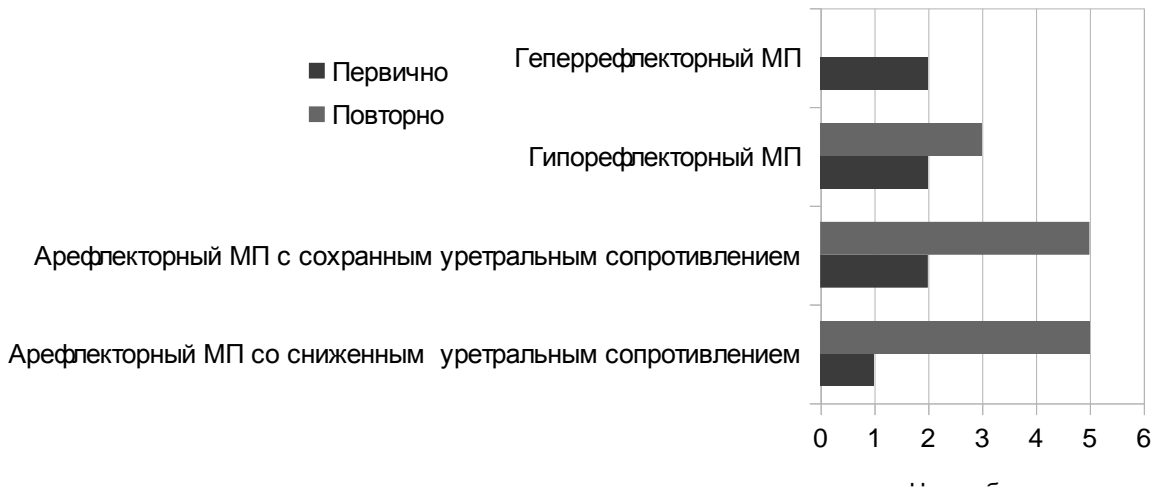 Геперрефлекторный МП
Первично
Повторно
Гипорефлекторный МП
Арефлекторный МП с сохранным уретральным сопротивлением
Арефлекторный МП со сниженным уретральным сопротивлением
0 1 2 3 4 5 6